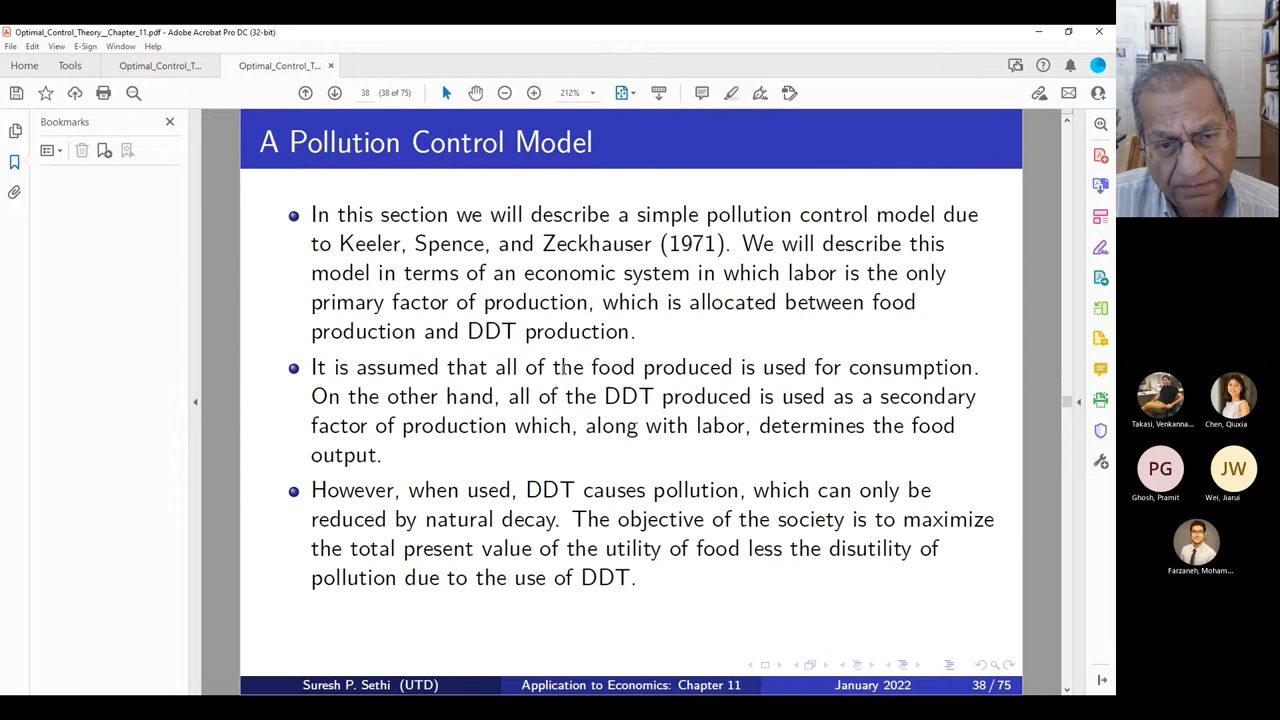 Optimal_Control_Theory__Chapter_11.pdf - Adobe Acrobat Pro DC (32-bit)
File Edit View E-Sign Window Help
Home Tools Optimal_Control_T... Optimal_Control_T... ×
38 (38 of 75) 212%
Bookmarks
A Pollution Control Model
In this section we will describe a simple pollution control model due
to Keeler, Spence, and Zeckhauser (1971). We will describe this
model in terms of an economic system in which labor is the only
primary factor of production, which is allocated between food
production and DDT production.
It is assumed that all of the food produced is used for consumption.
On the other hand, all of the DDT produced is used as a secondary
factor of production which, along with labor, determines the food
output.
However, when used, DDT causes pollution, which can only be
reduced by natural decay. The objective of the society is to maximize
the total present value of the utility of food less the disutility of
pollution due to the use of DDT.
Suresh P. Sethi (UTD) Application to Economics: Chapter 11 January 2022 38 / 75
Takasi, Venkanna... Chen, Qiuxia
PG JW
Ghosh, Pramit Wei, Jiarui
Farzaneh, Moham...